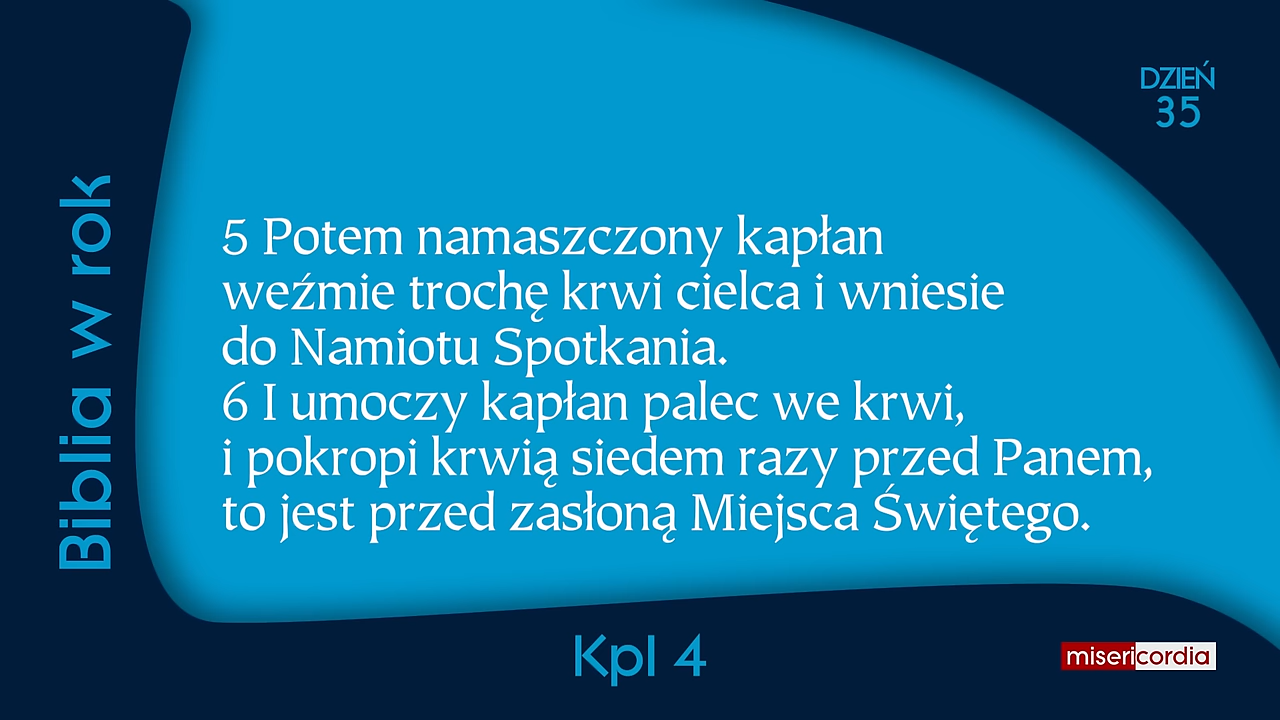 DZIEŃ
35
Biblia w rok
5 Potem namaszczony kapłan
weźmie trochę krwi cielca i wniesie
do Namiotu Spotkania.
6 I umoczy kapłan palec we krwi,
i pokropi krwią siedem razy przed Panem,
to jest przed zasłoną Miejsca Świętego.
Kpl 4
misericordia